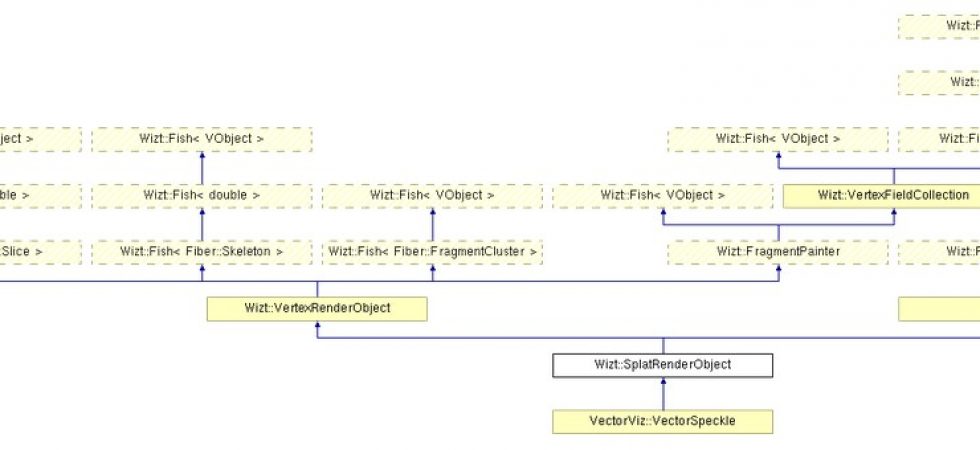 Wizt::F
Wizt::
ject >
Wizt::Fish< VObject >
Wizt::Fish< VObject >
Wizt::Fi
ble >
Wizt::Fish< double >
Wizt::Fish< VObject >
Wizt::Fish< VObject >
Wizt::VertexFieldCollection
:Slice >
Wizt::Fish< Fiber::Skeleton >
Wizt::Fish< Fiber::FragmentCluster >
Wizt::FragmentPainter
Wizt::F
Wizt::VertexRenderObject
Wizt::SplatRenderObject
VectorViz::VectorSpeckle